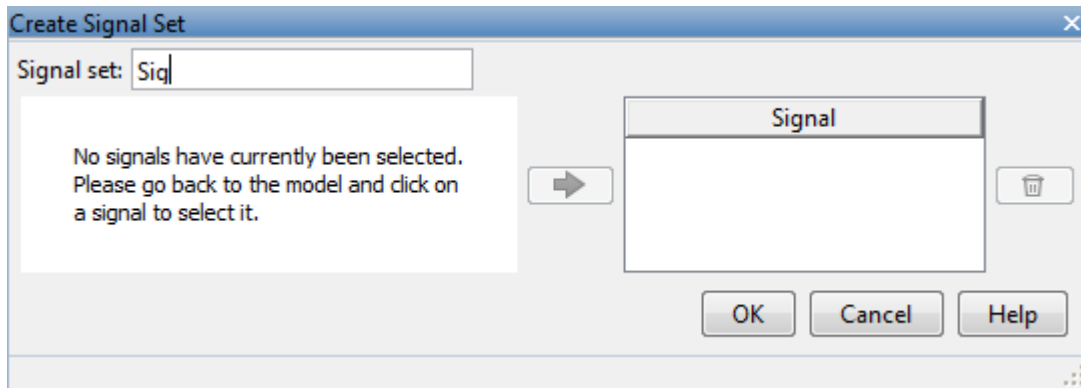 Create Signal Set
Signal set: Sig
No signals have currently been selected.
Please go back to the model and click on
a signal to select it.
Signal
OK Cancel Help